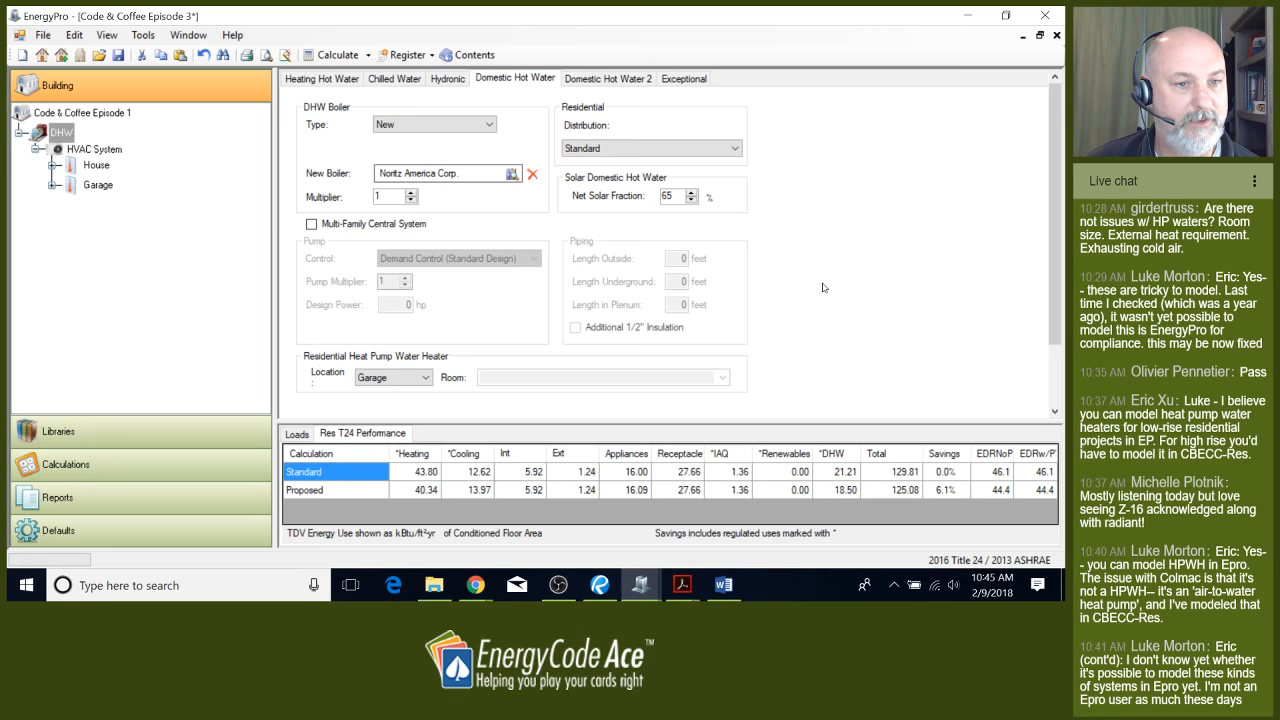 EnergyPro - [Code & Coffee Episode 3*]
File Edit View Tools Window Help
Calculate Register Contents
Building
Code & Coffee Episode 1
DHW
HVAC System
House
Garage
Libraries
Calculations
Reports
Defaults
Heating Hot Water Chilled Water Hydronic Domestic Hot Water Domestic Hot Water 2 Exceptional
DHW Boiler
Type: New
New Boiler: Noritz America Corp.
Multiplier: 1
Residential
Distribution:
Standard
Solar Domestic Hot Water
Net Solar Fraction: 65 %
Multi-Family Central System
Pump
Control: Demand Control (Standard Design)
Pump Multiplier: 1
Design Power: 0 hp
Piping
Length Outside: 0 feet
Length Underground: 0 feet
Length in Plenum: 0 feet
Additional 1/2" Insulation
Residential Heat Pump Water Heater
Location : Garage Room:
Loads Res T24 Performance
Calculation *Heating *Cooling Int Ext Appliances Receptacle *IAQ *Renewables *DHW Total Savings EDRNoP EDRw/P
Standard 43.80 12.62 5.92 1.24 16.00 27.66 1.36 0.00 21.21 129.81 0.0% 46.1 46.1
Proposed 40.34 13.97 5.92 1.24 16.09 27.66 1.36 0.00 18.50 125.08 6.1% 44.4 44.4
TDV Energy Use shown as kBtu/ft²yr of Conditioned Floor Area Savings includes regulated uses marked with *
2016 Title 24 / 2013 ASHRAE
Type here to search
10:45 AM
2/9/2018
EnergyCode Ace™
Helping you play your cards right
Live chat
10:28 AM girdertruss: Are there
not issues w/ HP waters? Room
size. External heat requirement.
Exhausting cold air.
10:29 AM Luke Morton: Eric: Yes-
- these are tricky to model. Last
time I checked (which was a year
ago), it wasn't yet possible to
model this is EnergyPro for
compliance. this may be now fixed
10:35 AM Olivier Pennetier: Pass
10:37 AM Eric Xu: Luke - I believe
you can model heat pump water
heaters for low-rise residential
projects in EP. For high rise you'd
have to model it in CBECC-Res.
10:37 AM Michelle Plotnik:
Mostly listening today but love
seeing Z-16 acknowledged along
with radiant!
10:40 AM Luke Morton: Eric: Yes-
- you can model HPWH in Epro.
The issue with Colmac is that it's
not a HPWH-- it's an 'air-to-water
heat pump', and I've modeled that
in CBECC-Res.
10:41 AM Luke Morton: Eric
(cont'd): I don't know yet whether
it's possible to model these kinds
of systems in Epro yet. I'm not an
Epro user as much these days